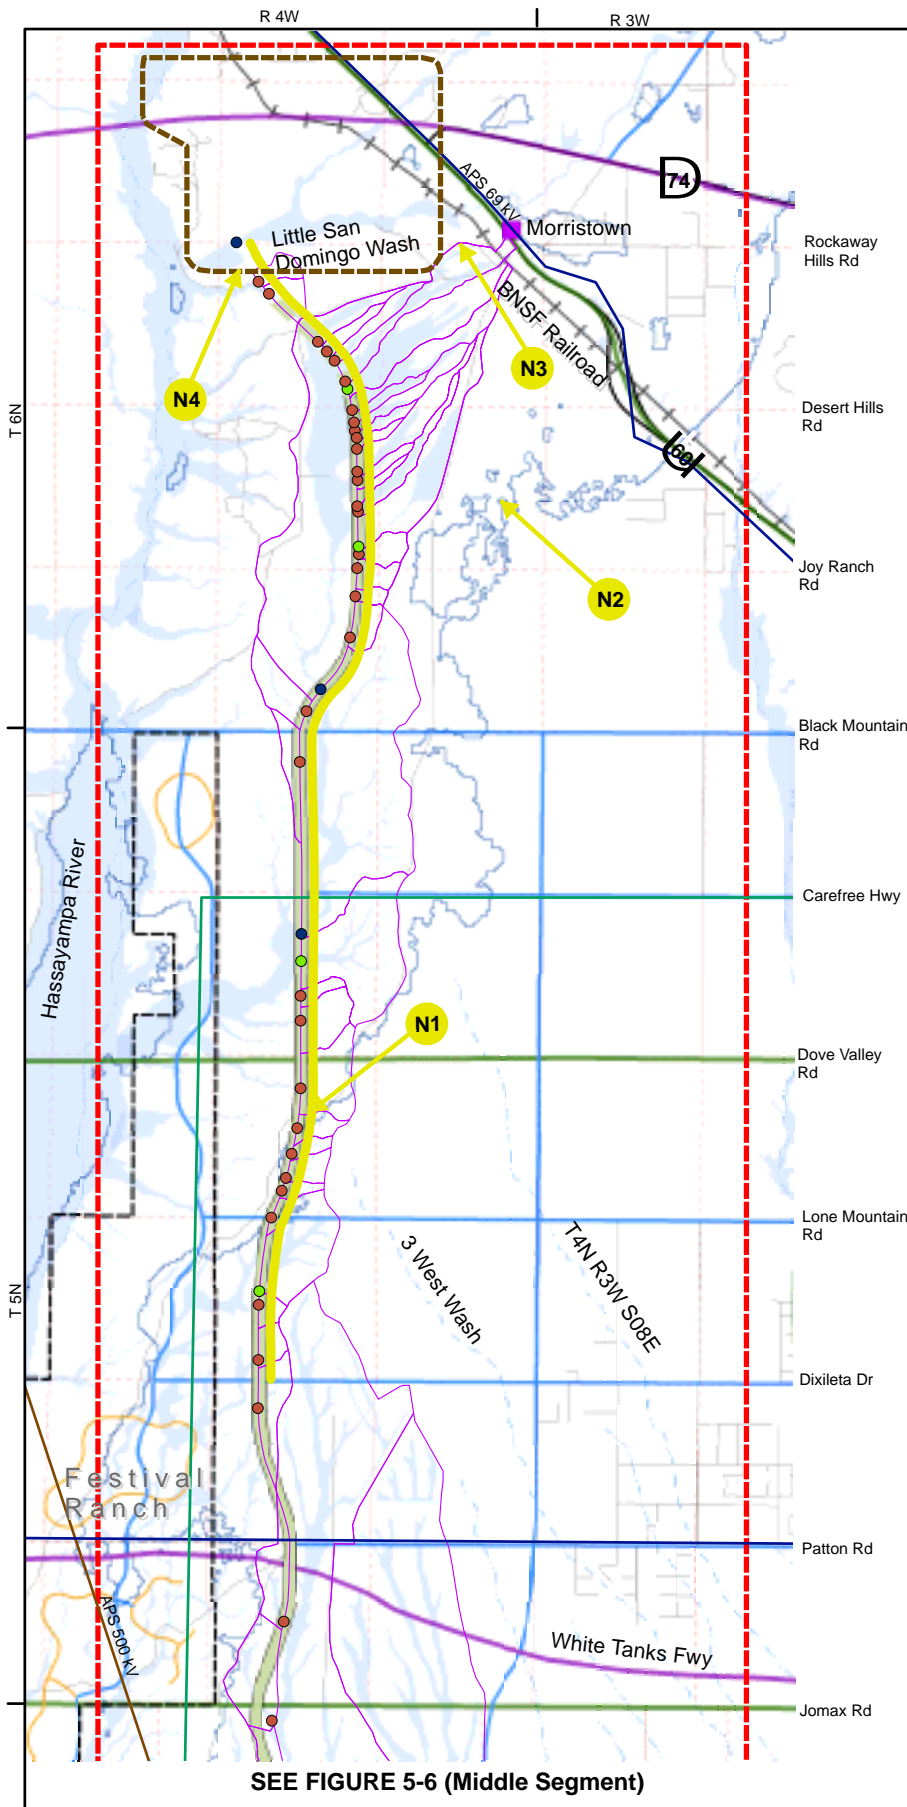 R 4W
R 3W
74
APS 69 kV
Morristown
Little San
Domingo Wash
Rockaway
Hills Rd
BNSF Railroad
N3
N4
T 6N
Desert Hills
Rd
60
N2
Joy Ranch
Rd
Black Mountain
Rd
Hassayampa River
Carefree Hwy
N1
Dove Valley
Rd
Lone Mountain
Rd
3 West Wash
T4N R3W S08E
T 5N
Dixileta Dr
Festival
Ranch
Patton Rd
APS 500 kV
White Tanks Fwy
Jomax Rd
SEE FIGURE 5-6 (Middle Segment)